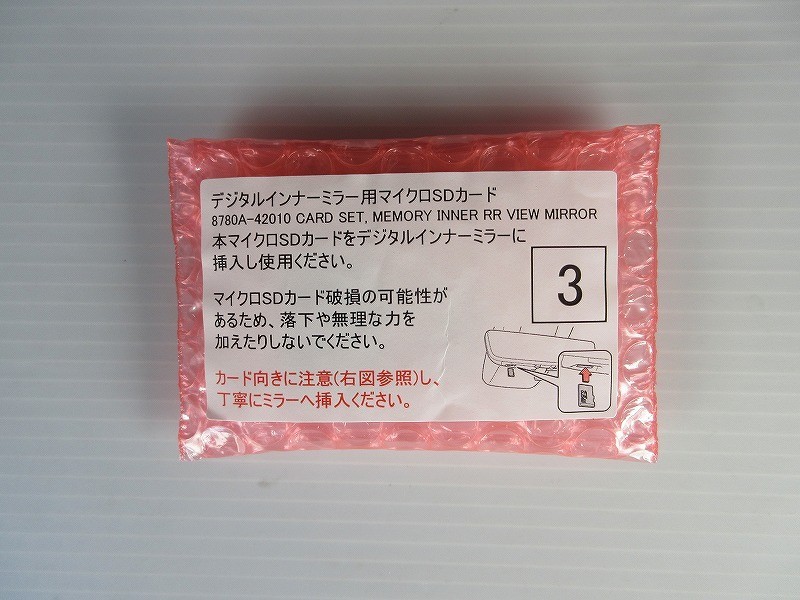 デジタルインナーミラー用マイクロSDカード
8780A-42010 CARD SET, MEMORY INNER RR VIEW MIRROR
本マイクロSDカードをデジタルインナーミラーに
挿入し使用ください。
3
マイクロSDカード破損の可能性が
あるため、落下や無理な力を
加えたりしないでください。
カード向きに注意(右図参照)し、
丁寧にミラーへ挿入ください。